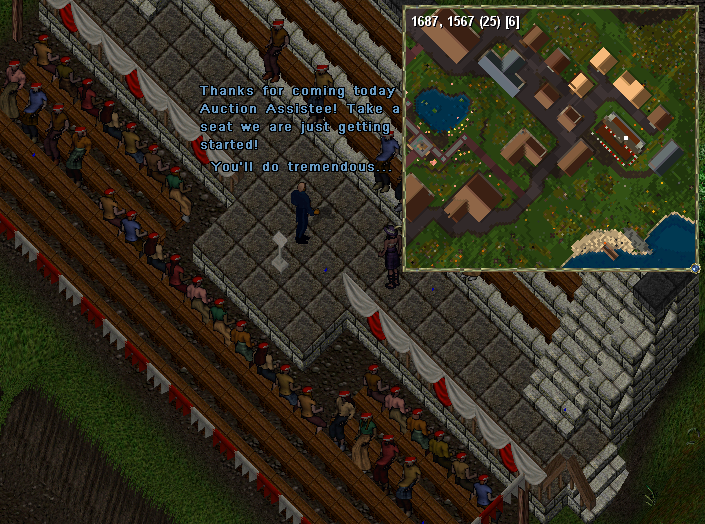 1687, 1567 (25) [6]
Thanks for coming today
Auction Assistee! Take a
seat we are just getting
started!
You'll do tremendous...